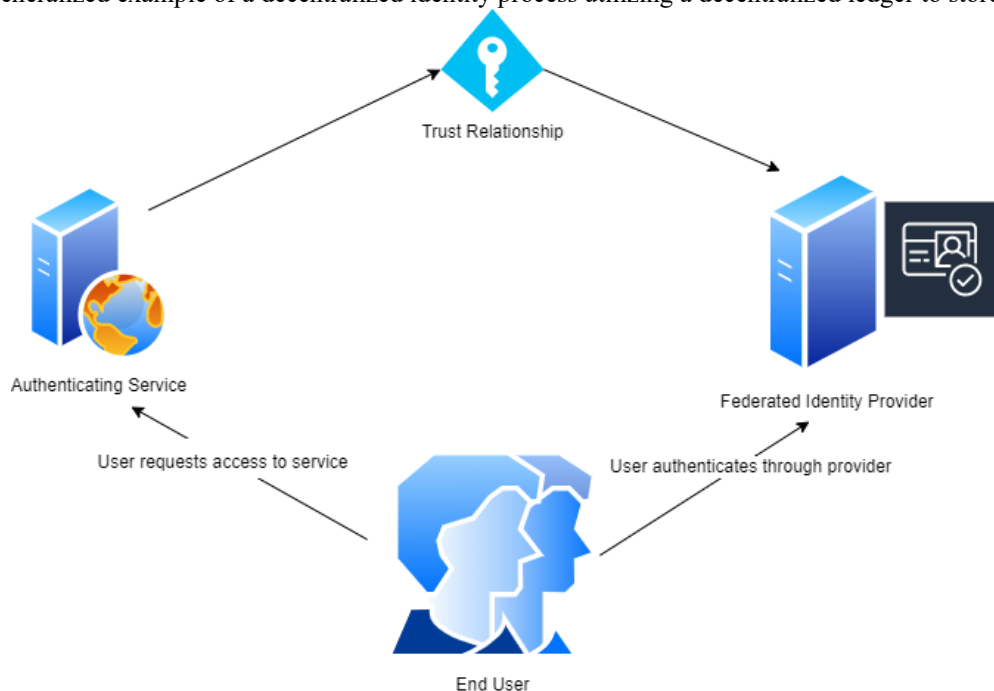 example of a decentralized identity process utilizing a decentralized ledger to
Trust Relationship
Authenticating Service
Federated Identity Provider
User requests access to service
User authenticates through provider
End User